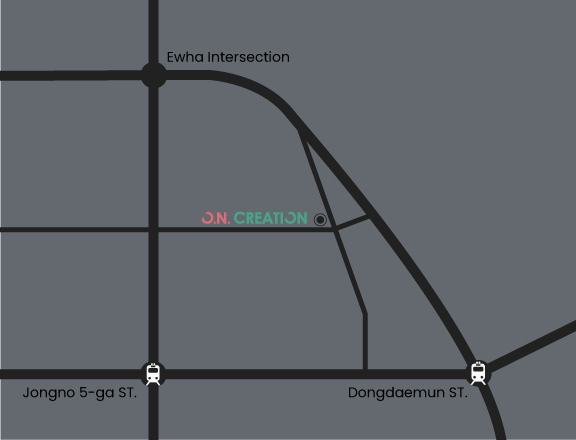 Ewha Intersection
O.N. CREATION
Jongno 5-ga ST.
Dongdaemun ST.